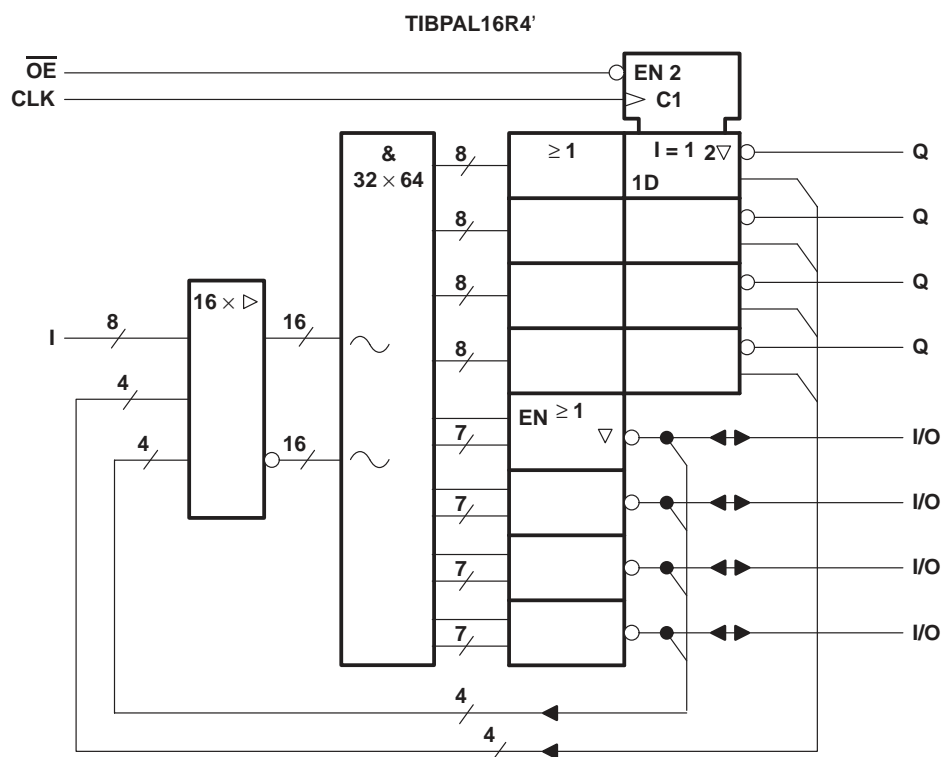 TIBPAL16R4'
OE
EN 2
CLK
C1
&
32 × 64
8
≥ 1
I = 1
2▽
Q
1D
8
Q
8
Q
16 × ▷
I
8
16
8
Q
4
EN ≥ 1
▽
7
I/O
4
16
7
I/O
7
I/O
7
I/O
4
4